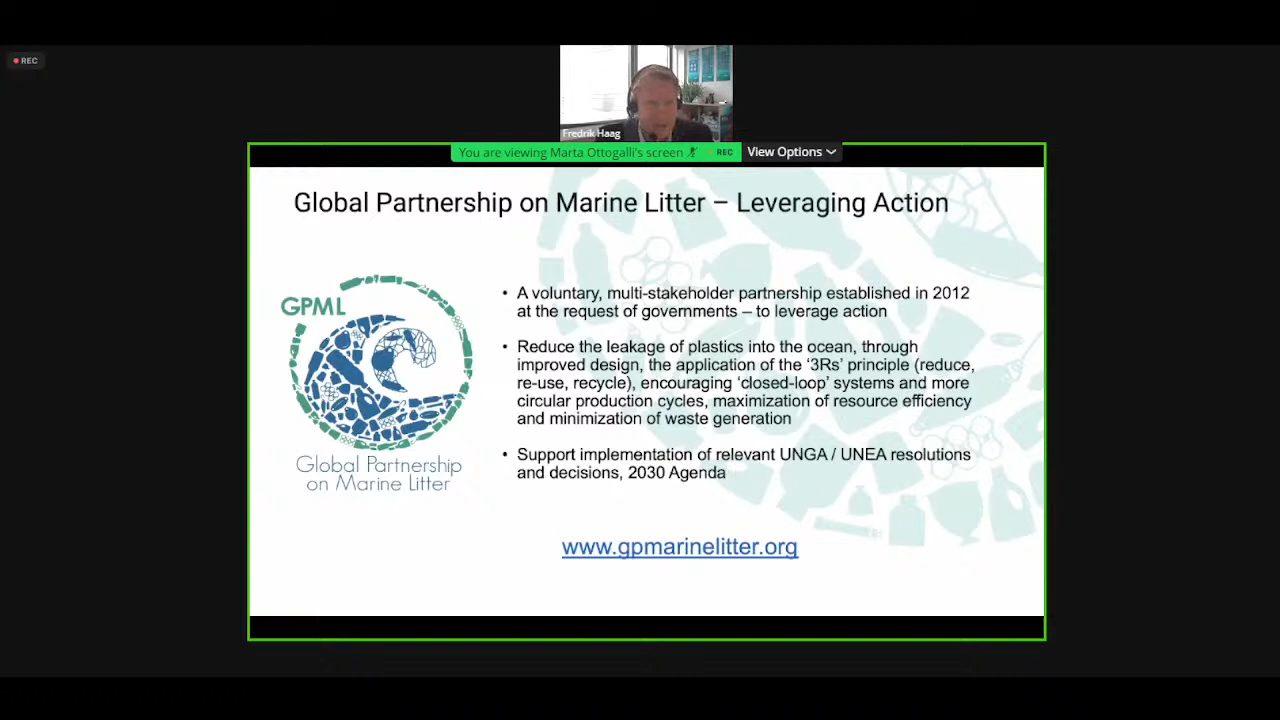 REC
Fredrik Haag
You are viewing Marta Ottogalli's screen REC View Options
Global Partnership on Marine Litter – Leveraging Action
GPML
Global Partnership
on Marine Litter
• A voluntary, multi-stakeholder partnership established in 2012
at the request of governments – to leverage action
• Reduce the leakage of plastics into the ocean, through
improved design, the application of the ‘3Rs’ principle (reduce,
re-use, recycle), encouraging ‘closed-loop’ systems and more
circular production cycles, maximization of resource efficiency
and minimization of waste generation
• Support implementation of relevant UNGA / UNEA resolutions
and decisions, 2030 Agenda
www.gpmarinelitter.org